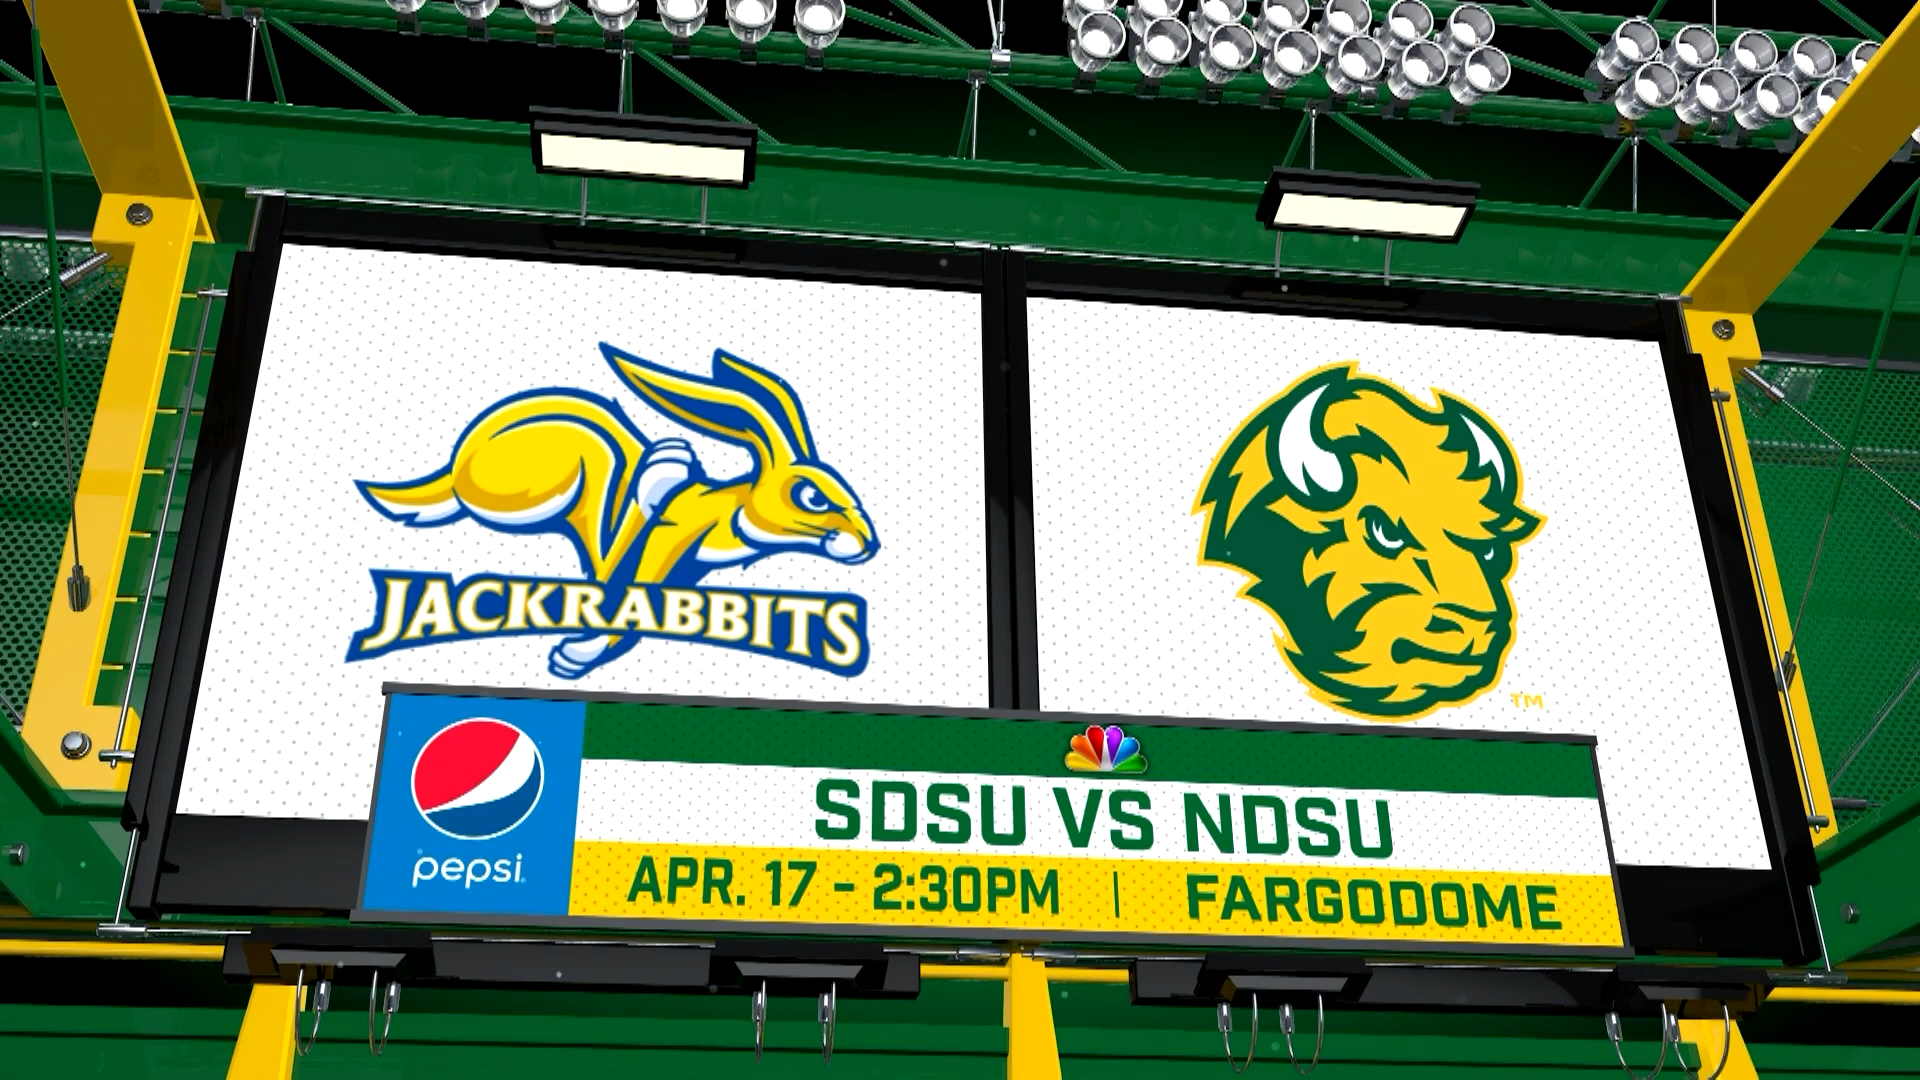 JACKRABBITS
TM
pepsi
SDSU VS NDSU
APR. 17 - 2:30PM | FARGODOME